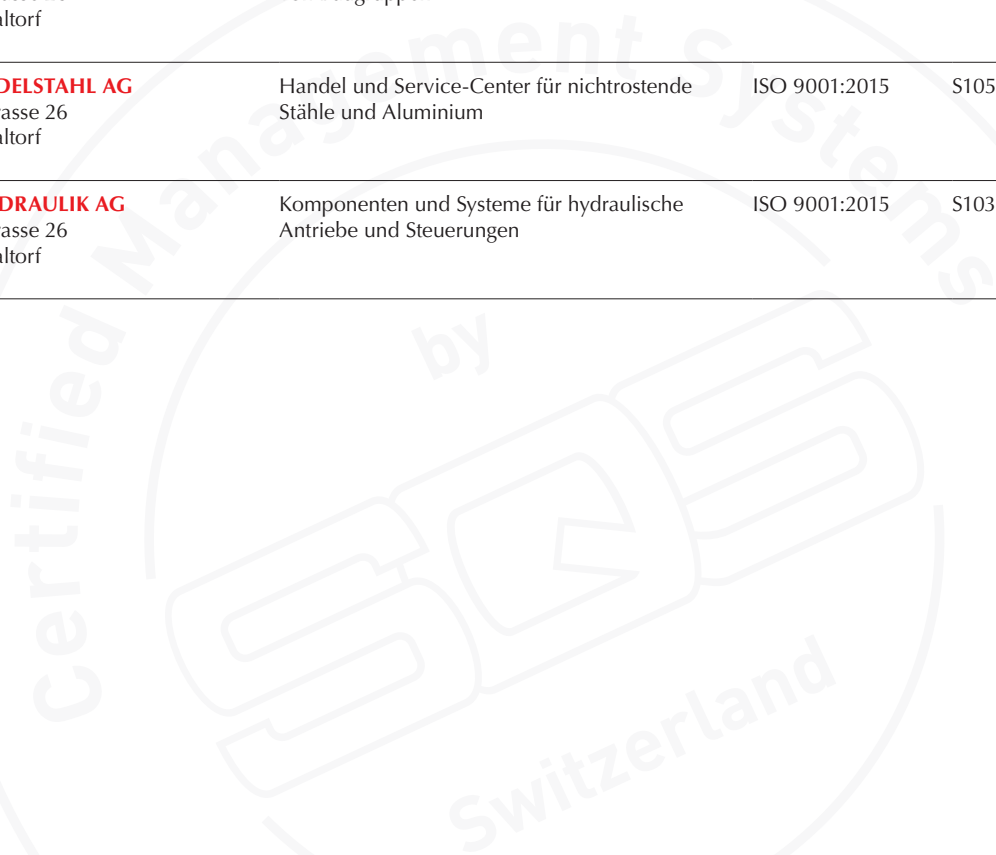 altorf
DELSTAHL AG
Handel und Service-Center für nichtrostende
ISO 9001:2015
S105
asse 26
Stähle und Aluminium
altorf
DRAULIK AG
Komponenten und Systeme für hydraulische
ISO 9001:2015
S103
asse 26
Antriebe und Steuerungen
altorf
Certified Management Systems
by
SQS
Switzerland